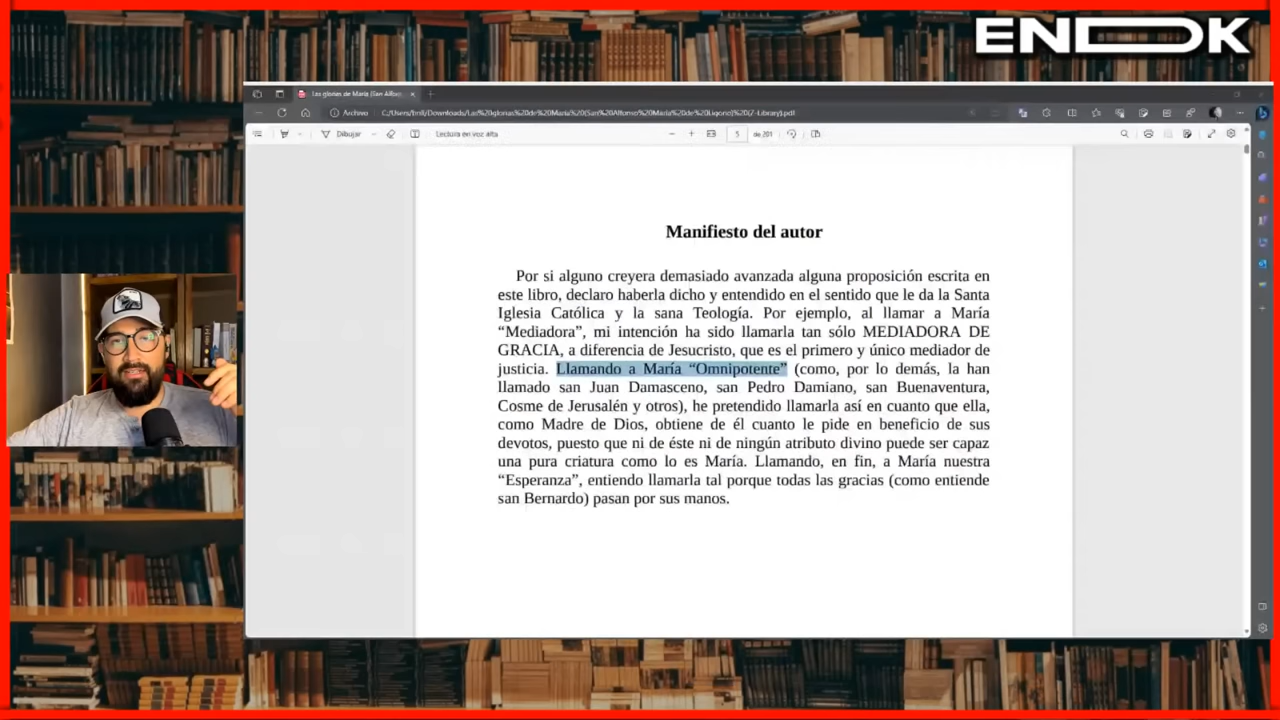 ENDOK
Las glorias de María (San Alfons
Archivo
Dibujar
Lectura en voz alta
5
de 201
Manifiesto del autor
Por si alguno creyera demasiado avanzada alguna proposición escrita en
este libro, declaro haberla dicho y entendido en el sentido que le da la Santa
Iglesia Católica y la sana Teología. Por ejemplo, al llamar a María
“Mediadora”, mi intención ha sido llamarla tan sólo MEDIADORA DE
GRACIA, a diferencia de Jesucristo, que es el primero y único mediador de
justicia. Llamando a María “Omnipotente” (como, por lo demás, la han
llamado san Juan Damasceno, san Pedro Damiano, san Buenaventura,
Cosme de Jerusalén y otros), he pretendido llamarla así en cuanto que ella,
como Madre de Dios, obtiene de él cuanto le pide en beneficio de sus
devotos, puesto que ni de éste ni de ningún atributo divino puede ser capaz
una pura criatura como lo es María. Llamando, en fin, a María nuestra
“Esperanza”, entiendo llamarla tal porque todas las gracias (como entiende
san Bernardo) pasan por sus manos.